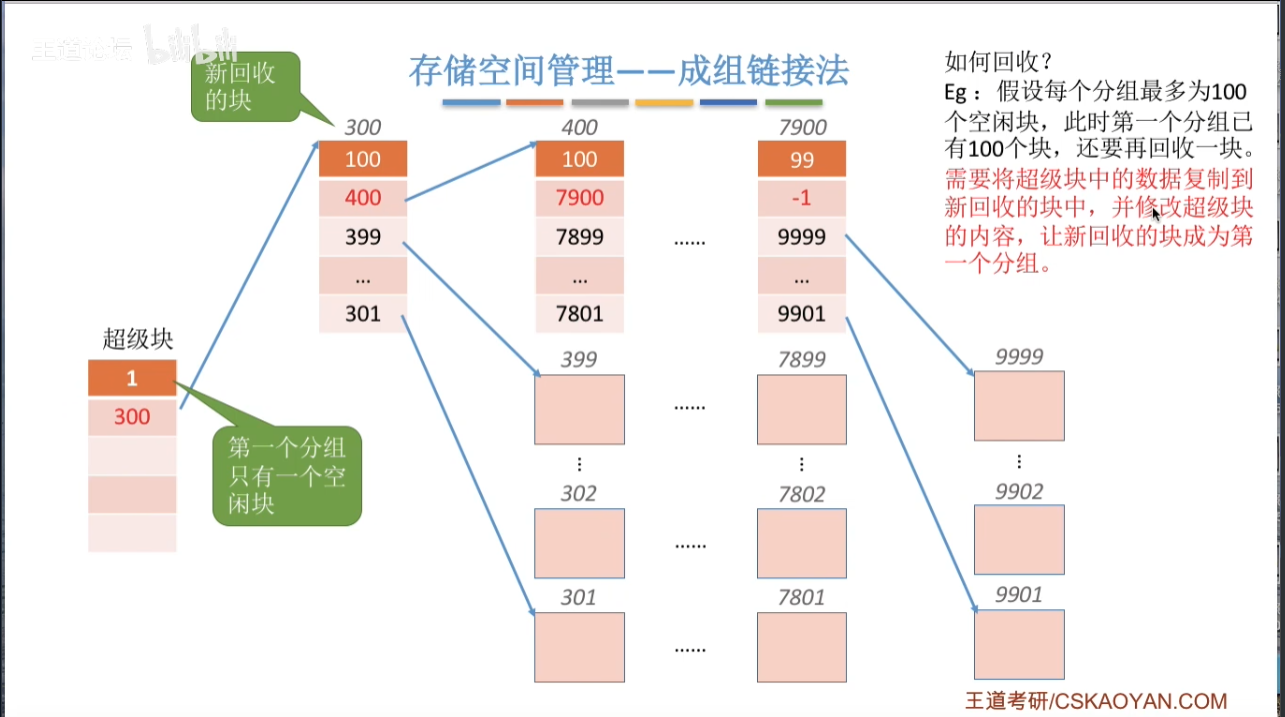 王道论坛 bilibili
存储空间管理——成组链接法
如何回收？
Eg：假设每个分组最多为100
个空闲块，此时第一个分组已
有100个块，还要再回收一块。
需要将超级块中的数据复制到
新回收的块中，并修改超级块
的内容，让新回收的块成为第
一个分组。
新回收
的块
300
100
400
399
...
301
400
100
7900
7899
...
7801
......
7900
99
-1
9999
...
9901
超级块
1
300
第一个分组
只有一个空
闲块
399
......
7899
9999
⋮
⋮
⋮
302
......
7802
9902
301
......
7801
9901
王道考研/CSKAOYAN.COM